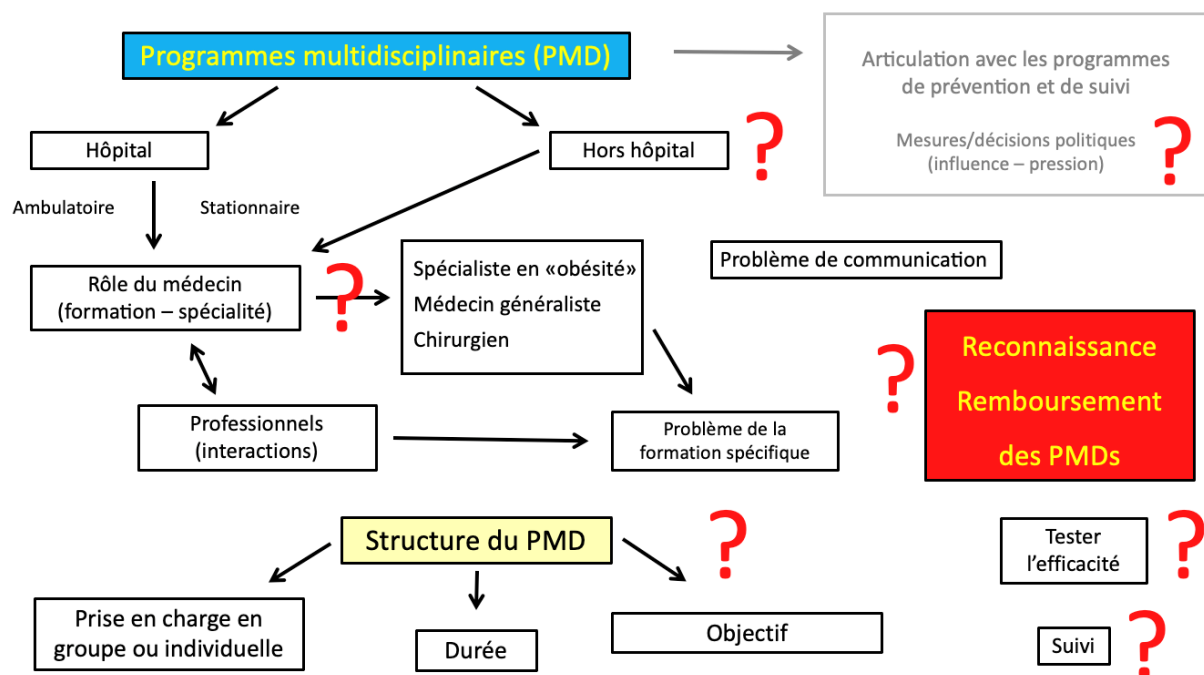 Programmes multidisciplinaires (PMD)
Articulation avec les programmes
de prévention et de suivi
Mesures/décisions politiques
(influence – pression)
?
Hôpital
Hors hôpital
?
Ambulatoire
Stationnaire
Rôle du médecin
(formation – spécialité)
?
Spécialiste en «obésité»
Médecin généraliste
Chirurgien
Problème de communication
?
Reconnaissance
Remboursement
des PMDs
Professionnels
(interactions)
Problème de la
formation spécifique
Structure du PMD
?
Tester
l'efficacité
?
Prise en charge en
groupe ou individuelle
Durée
Objectif
Suivi
?